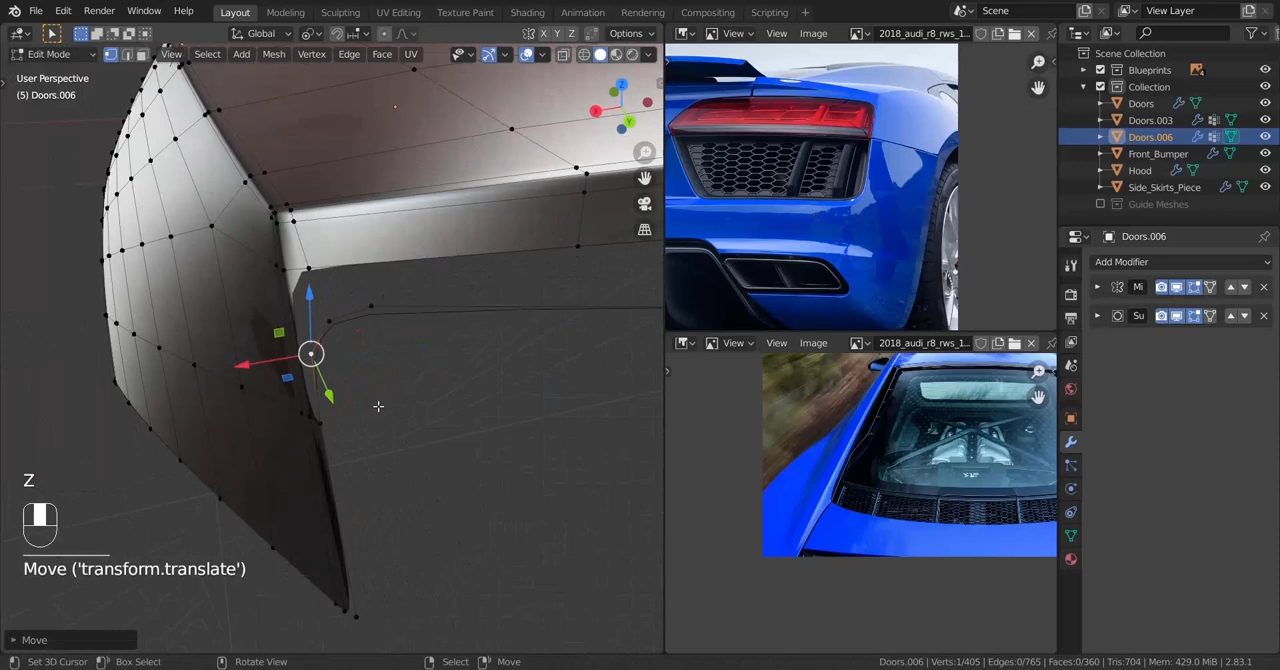 File Edit Render Window Help Layout Modeling Sculpting UV Editing Texture Paint Shading Animation Rendering Compositing Scripting + Scene View Layer
Global X Y Z Options
Edit Mode View Select Add Mesh Vertex Edge Face UV
User Perspective
(5) Doors.006
Z
Move ('transform.translate')
Move
View Image 2018_audi_r8_rws_1...
View Image 2018_audi_r8_rws_1...
Scene Collection
Blueprints
Collection
Doors
Doors.003
Doors.006
Front_Bumper
Hood
Side_Skirts_Piece
Guide Meshes
Doors.006
Add Modifier
Mi
Su
Set 3D Cursor Box Select Rotate View Select Move Doors.006 | Verts:1/405 | Edges:0/765 | Faces:0/360 | Tris:704 | Mem: 429.0 MiB | 2.83.1